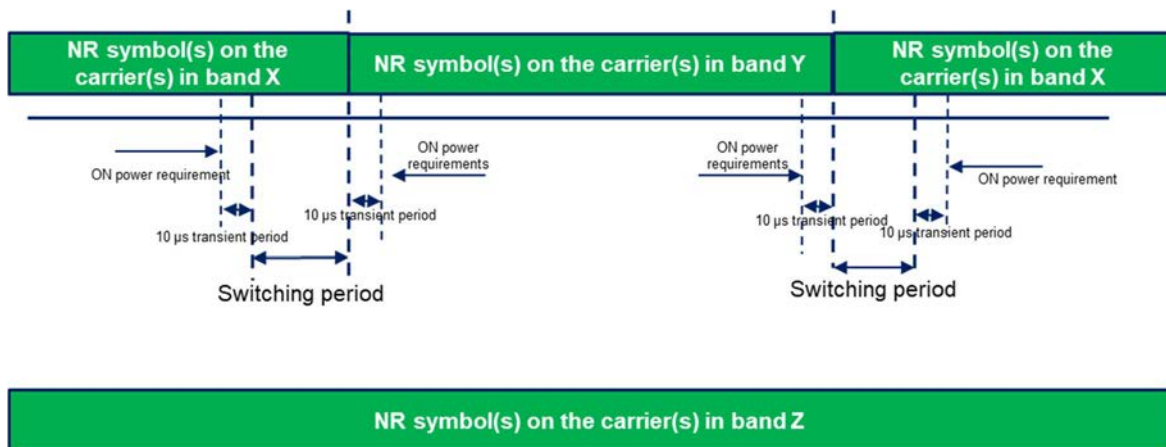 NR symbol(s) on the
carrier(s) in band X
NR symbol(s) on the carrier(s) in band Y
NR symbol(s) on the
carrier(s) in band X
ON power requirement
ON power
requirements
ON power
requirements
ON power requirement
10 µs transient period
10 µs transient period
10 µs transient period
10 µs transient period
Switching period
Switching period
NR symbol(s) on the carrier(s) in band Z